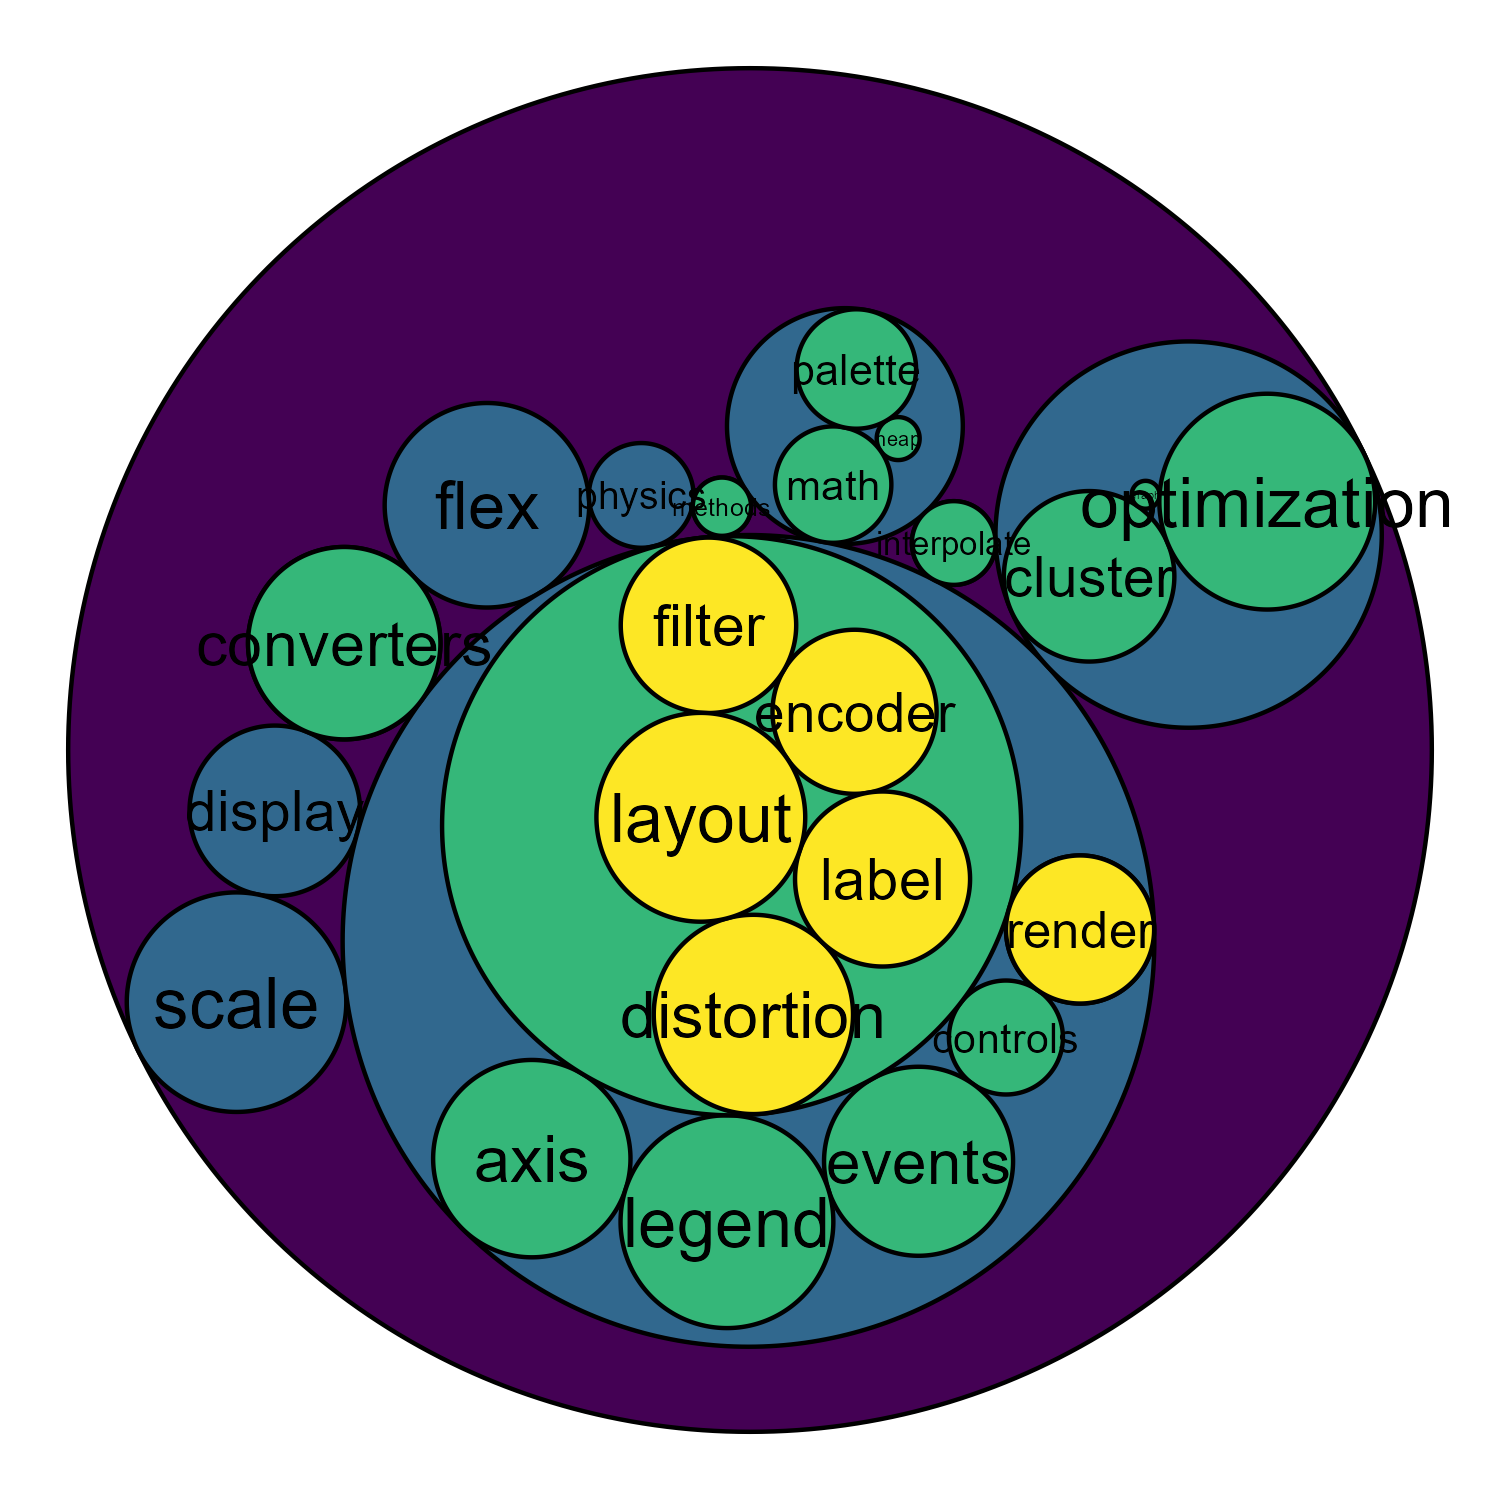 palette
heap
math
flex
physics
methods
optimization
interpolate
cluster
filter
converters
encoder
display
layout
label
render
scale
distortion
controls
axis
events
legend